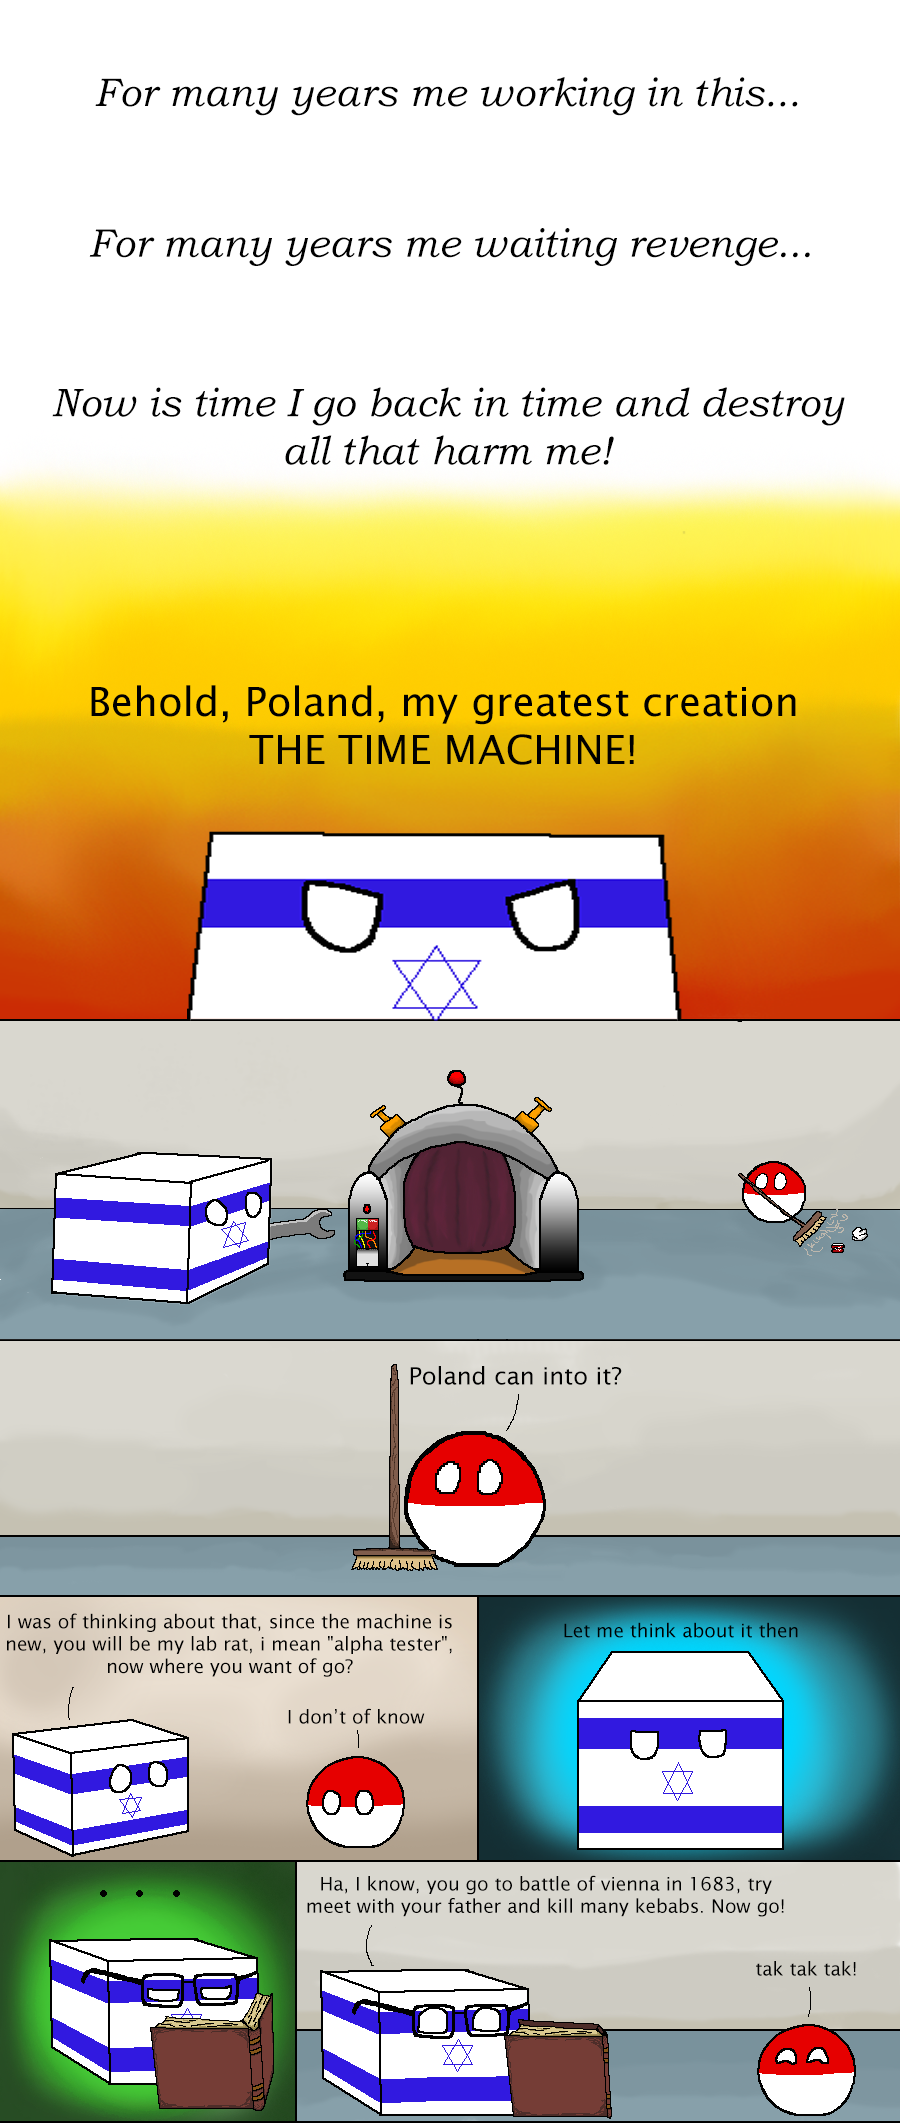 For many years me working in this...
For many years me waiting revenge...
Now is time I go back in time and destroy
all that harm me!
Behold, Poland, my greatest creation
THE TIME MACHINE!
Poland can into it?
I was of thinking about that, since the machine is
new, you will be my lab rat, i mean "alpha tester",
now where you want of go?
I don't of know
Let me think about it then
. . .
Ha, I know, you go to battle of vienna in 1683, try
meet with your father and kill many kebabs. Now go!
tak tak tak!